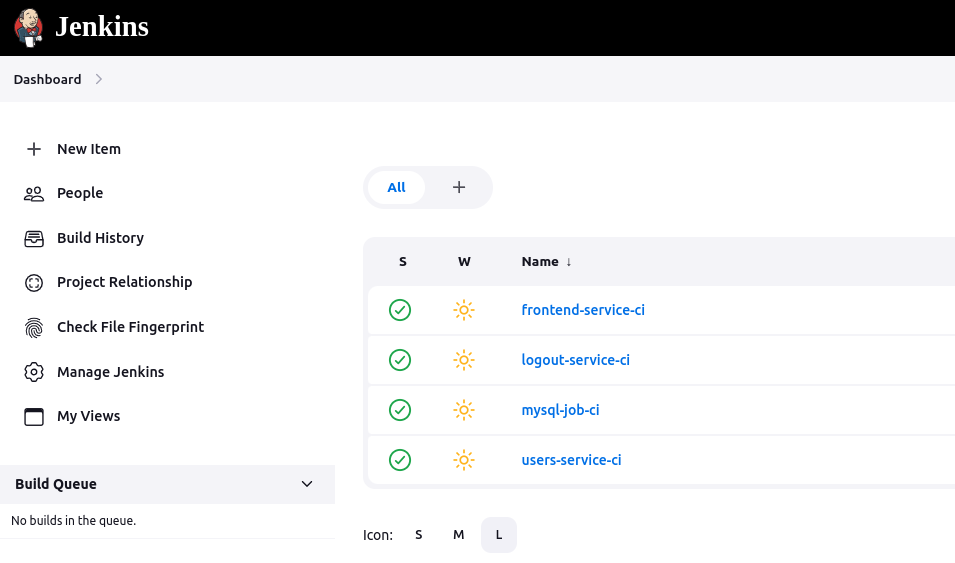 Jenkins
Dashboard
New Item
People
Build History
Project Relationship
Check File Fingerprint
Manage Jenkins
My Views
Build Queue
No builds in the queue.
All +
S W Name ↓
frontend-service-ci
logout-service-ci
mysql-job-ci
users-service-ci
Icon: S M L